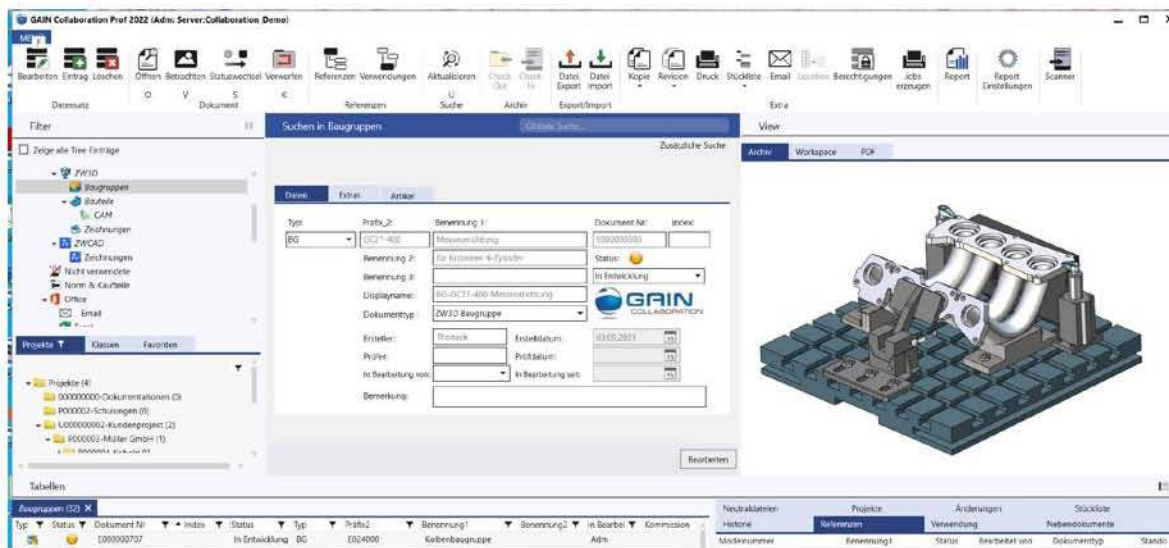 GAIN Collaboration Prof 2022 (Adm: Server:Collaboration Demo)
Bearbeiten Eintrag Löschen Öffnen Betrachten Statuswechsel Verwerfen Referenzen Verwendungen Aktualisieren Check Out Check In Datei Export Datei Import Kopie Revision Druck Stückliste Email Location Berechtigungen Jobs erzeugen Report Report Einstellungen Scanner
O V S U
Datensatz Dokument Referenzen Suche Archiv Export/Import Extra
Filter Suchen in Baugruppen Globale Suche... View
Zeige alle Tree Einträge
Zusätzliche Suche
Archiv Workspace PDF
ZW3D
Baugruppen
Bauteile
CAM
Zeichnungen
ZWCAD
Zeichnungen
Nicht verwendete
Norm & Kaufteile
Office
Email
Projekte Klassen Favoriten
Projekte (4)
000000000-Dokumentationen (0)
P000002-Schulungen (0)
U000000002-Kundenprojekt (2)
P000003-Müller GmbH (1)
Daten Extras Artikel
Typ: Präfix_2: Benennung 1: Dokument Nr: Index:
BG GC21-400 Messvorrichtung
Benennung 2: für Krümmer 4-Zylinder Status:
Benennung 3: In Entwicklung
Displayname: BG-GC21-400-Messvorrichtung
GAIN
COLLABORATION
Dokumenttyp: ZW3D Baugruppe
Ersteller: Erstelldatum: 03.05.2021
Prüfer: Prüfdatum:
In Bearbeitung von: In Bearbeitung seit:
Bemerkung:
Bearbeiten
Tabellen
Baugruppen (52) X
Typ Status Dokument Nr Index Status Typ Präfix2 Benennung1 Benennung2 In Bearbei Kommission
E000000707 In Entwicklung BG E024000 Kolbenbaugruppe Adm
Neutraldateien Projekte Änderungen Stückliste
Historie Referenzen Verwendung Nebendokumente
Modelnummer Benennung1 Status Bearbeitet von Dokumenttyp Stando